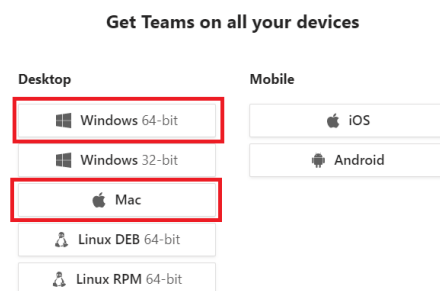 Get Teams on all your devices
Desktop
Windows 64-bit
Windows 32-bit
Mac
Linux DEB 64-bit
Linux RPM 64-bit
Mobile
iOS
Android